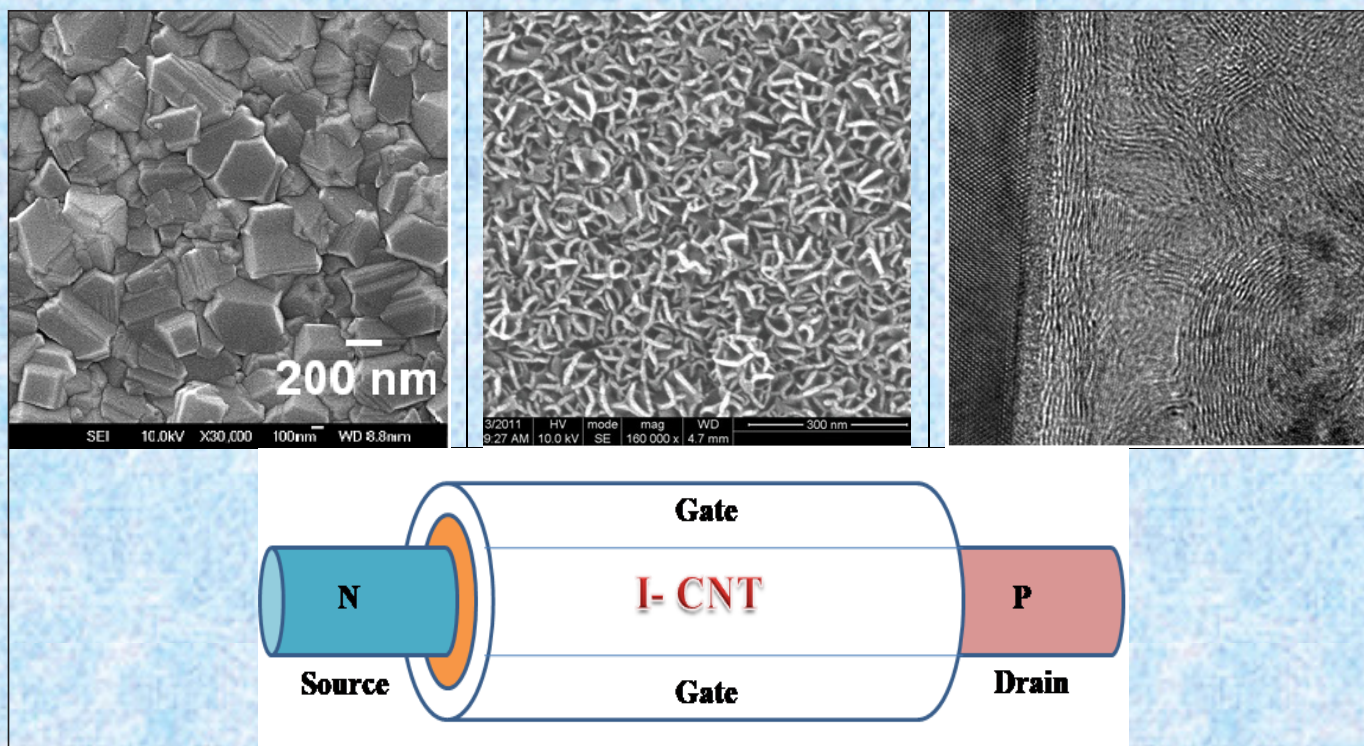 200 nm
SEI 10.0kV X30,000 100nm WD 8.8mm
3/2011 HV mode mag WD 300 nm
9:27 AM 10.0 kV SE 160 000 x 4.7 mm
Gate
N I- CNT P
Source Drain
Gate